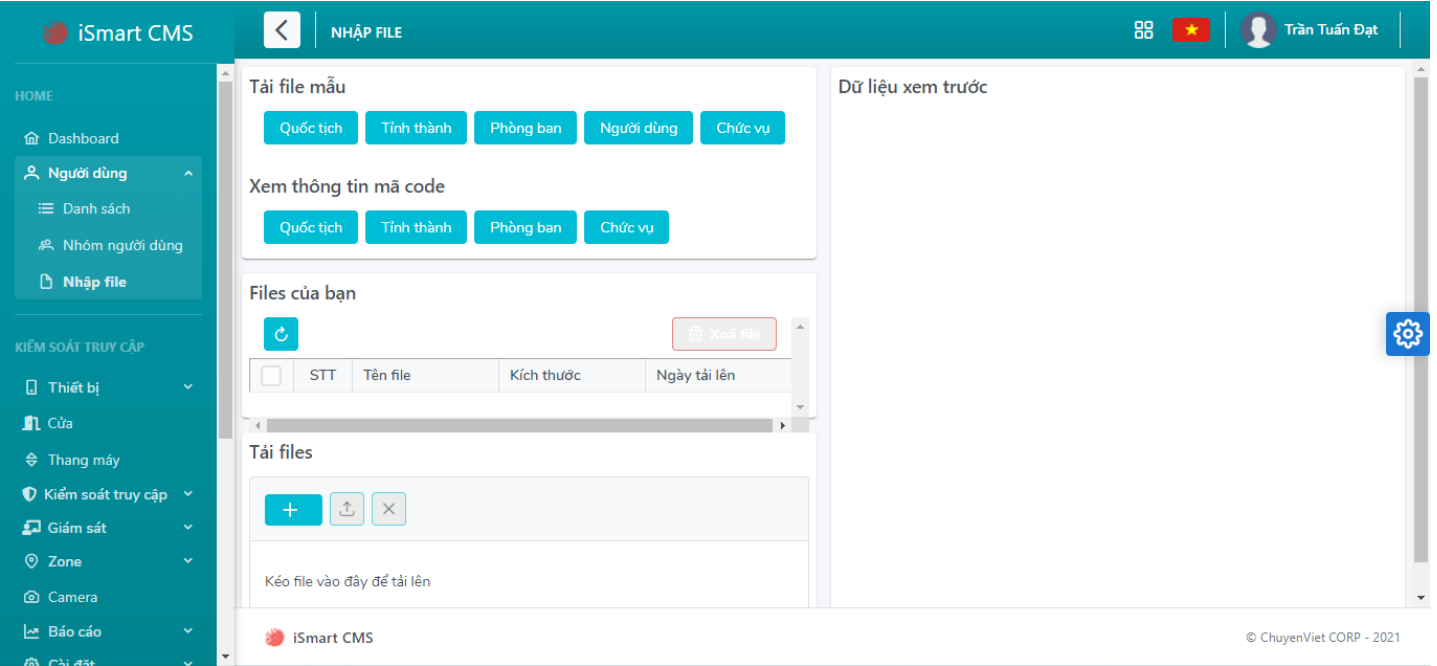 iSmart CMS
NHẬP FILE
Trần Tuấn Đạt
HOME
Dashboard
Người dùng
Danh sách
Nhóm người dùng
Nhập file
KIỂM SOÁT TRUY CẬP
Thiết bị
Cửa
Thang máy
Kiểm soát truy cập
Giám sát
Zone
Camera
Báo cáo
Cài đặt
Tải file mẫu
Quốc tịch Tỉnh thành Phòng ban Người dùng Chức vụ
Xem thông tin mã code
Quốc tịch Tỉnh thành Phòng ban Chức vụ
Files của bạn
Xoá file
STT Tên file Kích thước Ngày tải lên
Tải files
Kéo file vào đây để tải lên
Dữ liệu xem trước
iSmart CMS
© ChuyenViet CORP - 2021